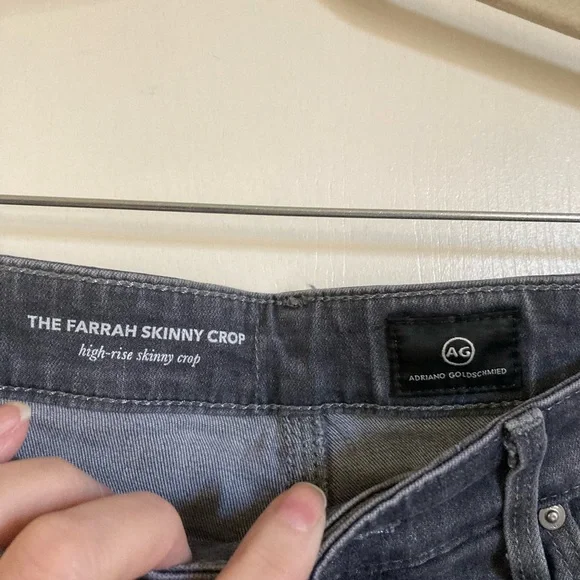 THE FARRAH SKINNY CROP
high-rise skinny crop
AG
ADRIANO GOLDSCHMIED